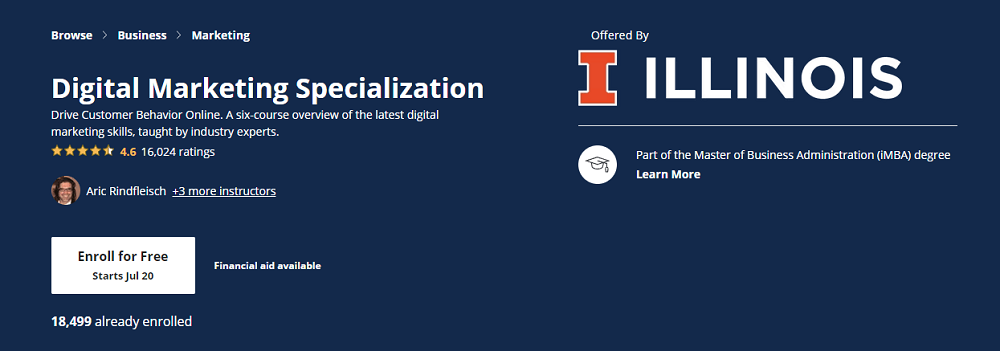 Browse > Business > Marketing
Digital Marketing Specialization
Drive Customer Behavior Online. A six-course overview of the latest digital
marketing skills, taught by industry experts.
4.6 16,024 ratings
Aric Rindfleisch +3 more instructors
Enroll for Free
Starts Jul 20
Financial aid available
18,499 already enrolled
Offered By
I ILLINOIS
Part of the Master of Business Administration (iMBA) degree
Learn More